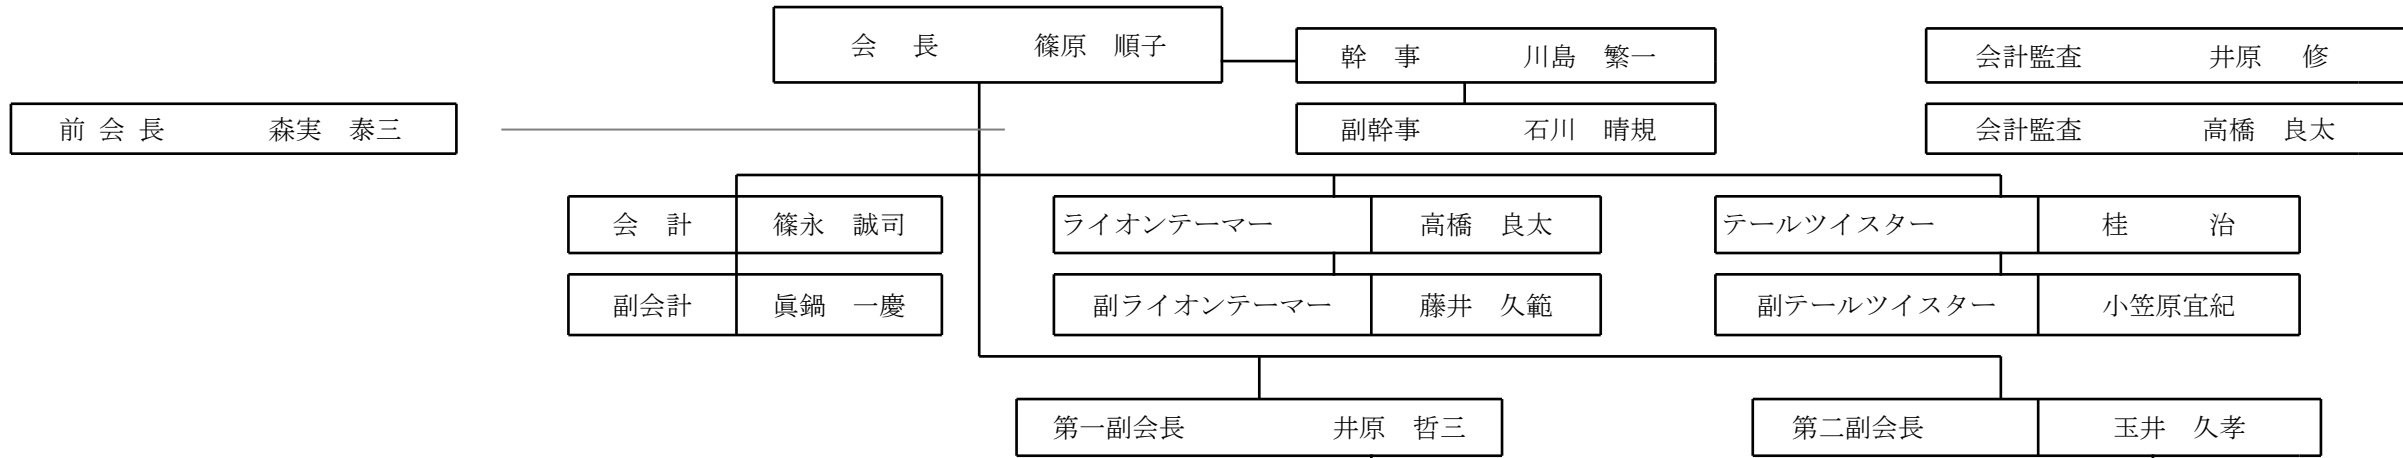 会　長　篠原　順子
幹　事　川島　繁一
会計監査　井原　修
前 会 長　森実　泰三
副幹事　石川　晴規
会計監査　高橋　良太
会　計　篠永　誠司
ライオンテーマー　高橋　良太
テールツイスター　桂　治
副会計　眞鍋　一慶
副ライオンテーマー　藤井　久範
副テールツイスター　小笠原宜紀
第一副会長　井原　哲三
第二副会長　玉井　久孝